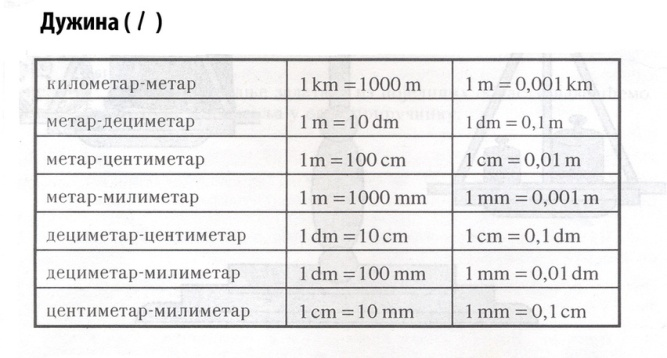 Дужина ( l )
километар-метар 1 km = 1000 m 1 m = 0,001 km
метар-дециметар 1 m = 10 dm 1 dm = 0,1 m
метар-центиметар 1 m = 100 cm 1 cm = 0,01 m
метар-милиметар 1 m = 1000 mm 1 mm = 0,001 m
дециметар-центиметар 1 dm = 10 cm 1 cm = 0,1 dm
дециметар-милиметар 1 dm = 100 mm 1 mm = 0,01 dm
центиметар-милиметар 1 cm = 10 mm 1 mm = 0,1 cm